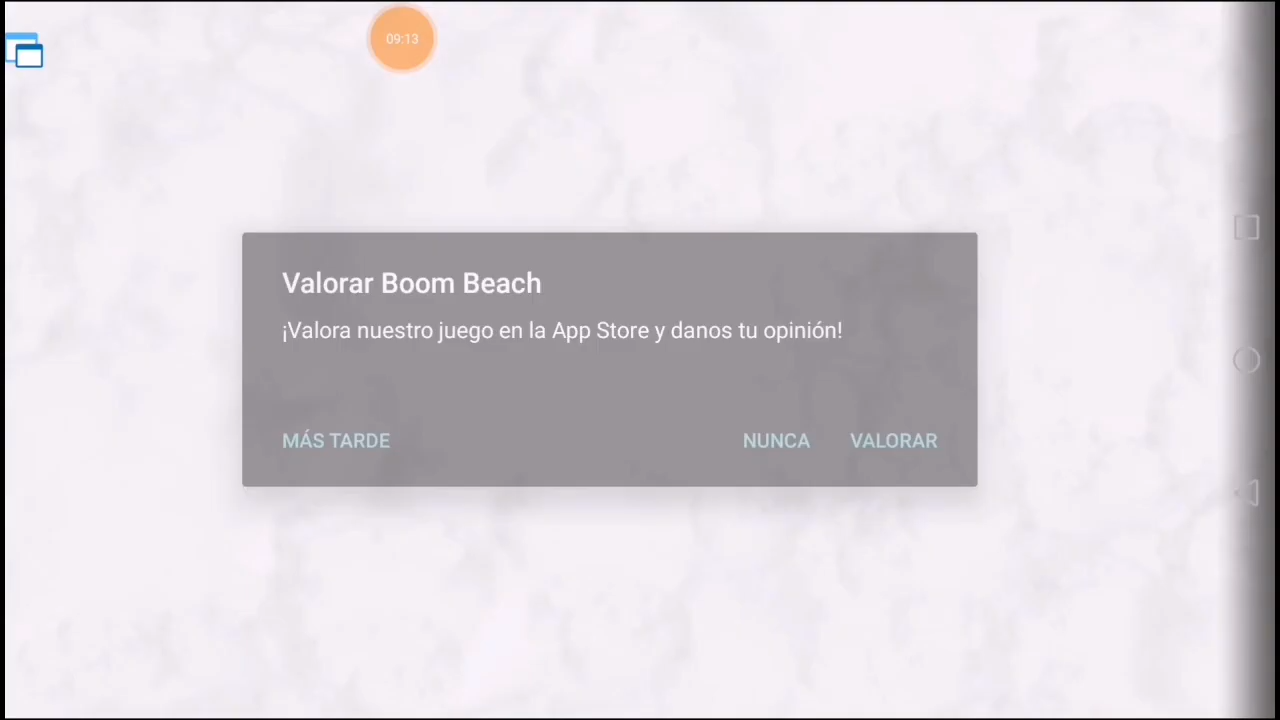 09:13
Valorar Boom Beach
¡Valora nuestro juego en la App Store y danos tu opinión!
MÁS TARDE NUNCA VALORAR